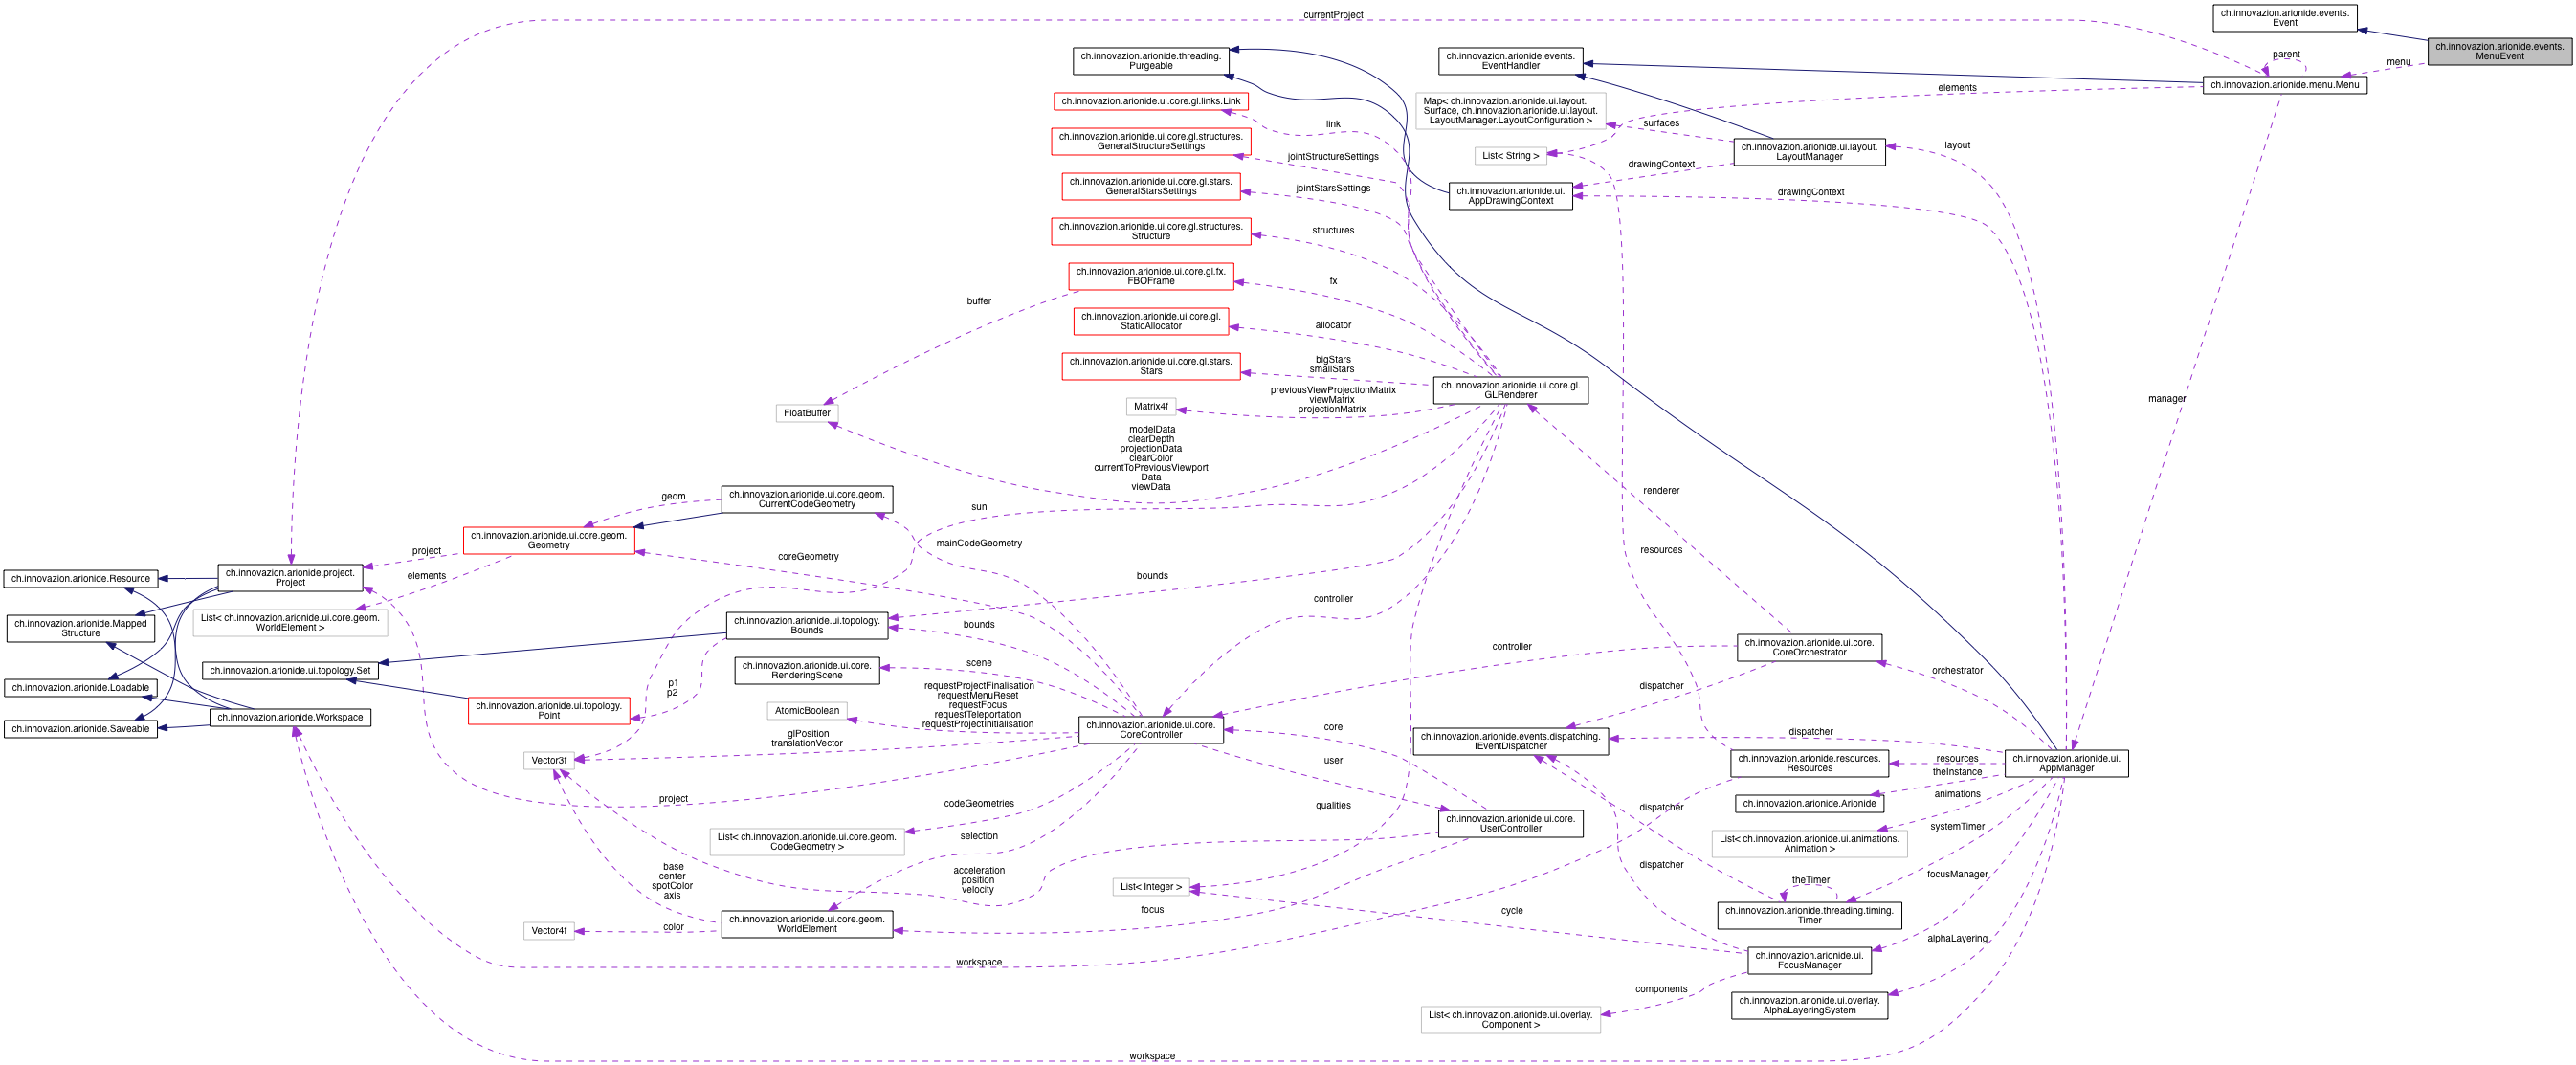 currentProject
ch.innovazion.arionide.events.
Event
ch.innovazion.arionide.events.
MenuEvent
ch.innovazion.arionide.threading.
Purgeable
ch.innovazion.arionide.events.
EventHandler
parent
menu
ch.innovazion.arionide.menu.Menu
elements
ch.innovazion.arionide.ui.core.gl.links.Link
Map< ch.innovazion.arionide.ui.layout.
Surface, ch.innovazion.arionide.ui.layout.
LayoutManager.LayoutConfiguration >
link
surfaces
ch.innovazion.arionide.ui.core.gl.structures.
GeneralStructureSettings
jointStructureSettings
List< String >
drawingContext
ch.innovazion.arionide.ui.layout.
LayoutManager
layout
ch.innovazion.arionide.ui.core.gl.stars.
GeneralStarsSettings
jointStarsSettings
ch.innovazion.arionide.ui.
AppDrawingContext
drawingContext
ch.innovazion.arionide.ui.core.gl.structures.
Structure
structures
ch.innovazion.arionide.ui.core.gl.fx.
FBOFrame
fx
buffer
ch.innovazion.arionide.ui.core.gl.
StaticAllocator
allocator
ch.innovazion.arionide.ui.core.gl.stars.
Stars
bigStars
smallStars
ch.innovazion.arionide.ui.core.gl.
GLRenderer
manager
FloatBuffer
Matrix4f
previousViewProjectionMatrix
viewMatrix
projectionMatrix
modelData
clearDepth
projectionData
clearColor
currentToPreviousViewport
Data
viewData
renderer
geom
ch.innovazion.arionide.ui.core.geom.
CurrentCodeGeometry
sun
ch.innovazion.arionide.ui.core.geom.
Geometry
mainCodeGeometry
coreGeometry
resources
project
elements
bounds
ch.innovazion.arionide.Resource
ch.innovazion.arionide.project.
Project
controller
ch.innovazion.arionide.Mapped
Structure
List< ch.innovazion.arionide.ui.core.geom.
WorldElement >
ch.innovazion.arionide.ui.topology.
Bounds
bounds
controller
ch.innovazion.arionide.ui.core.
CoreOrchestrator
ch.innovazion.arionide.ui.topology.Set
ch.innovazion.arionide.ui.core.
RenderingScene
scene
orchestrator
ch.innovazion.arionide.Loadable
p1
p2
requestProjectFinalisation
requestMenuReset
requestFocus
requestTeleportation
requestProjectInitialisation
dispatcher
ch.innovazion.arionide.ui.topology.
Point
AtomicBoolean
ch.innovazion.arionide.Workspace
ch.innovazion.arionide.Saveable
ch.innovazion.arionide.ui.core.
CoreController
glPosition
translationVector
core
ch.innovazion.arionide.events.dispatching.
IEventDispatcher
dispatcher
Vector3f
user
ch.innovazion.arionide.resources.
Resources
resources
ch.innovazion.arionide.ui.
AppManager
theInstance
project
codeGeometries
qualities
dispatcher
ch.innovazion.arionide.Arionide
animations
List< ch.innovazion.arionide.ui.core.geom.
CodeGeometry >
selection
ch.innovazion.arionide.ui.core.
UserController
List< ch.innovazion.arionide.ui.animations.
Animation >
systemTimer
base
center
spotColor
axis
acceleration
position
velocity
List< Integer >
dispatcher
theTimer
focusManager
Vector4f
color
ch.innovazion.arionide.ui.core.geom.
WorldElement
focus
cycle
ch.innovazion.arionide.threading.timing.
Timer
alphaLayering
workspace
ch.innovazion.arionide.ui.
FocusManager
components
List< ch.innovazion.arionide.ui.overlay.
Component >
ch.innovazion.arionide.ui.overlay.
AlphaLayeringSystem
workspace